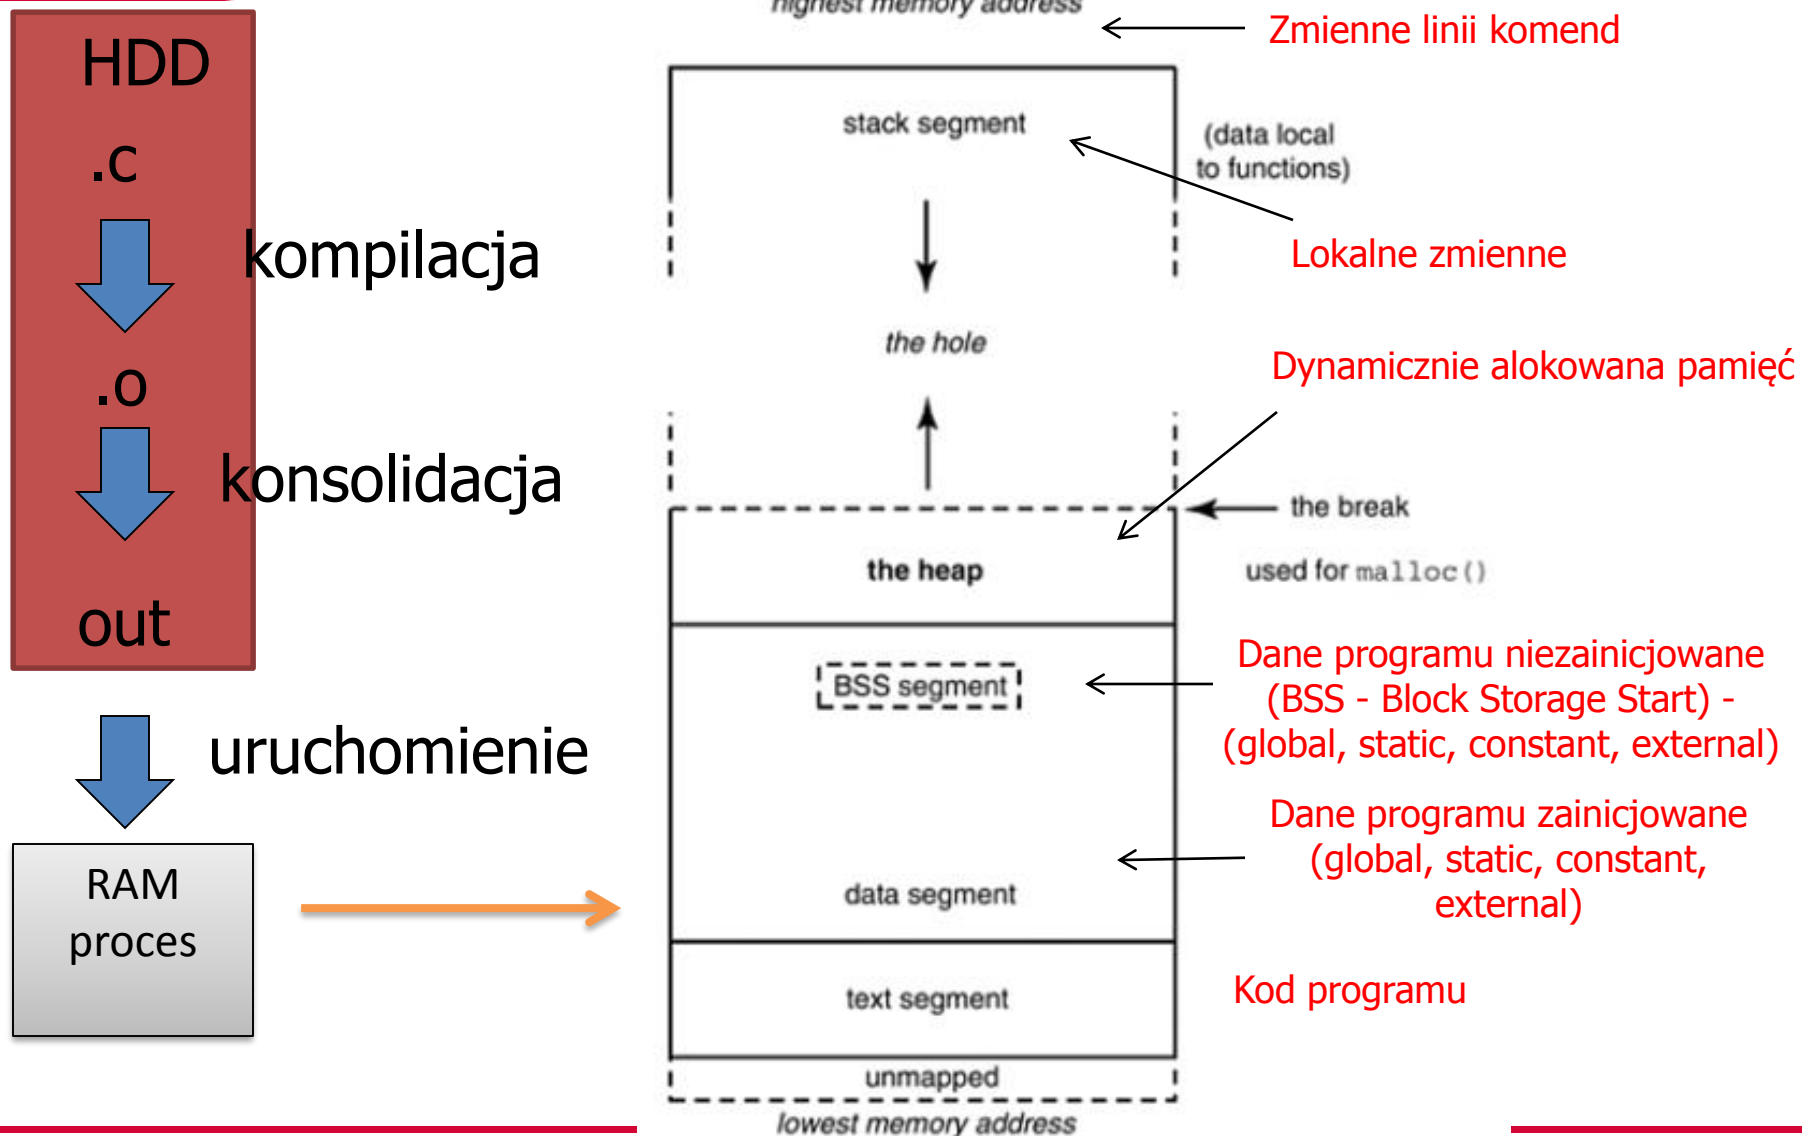 HDD
.c
kompilacja
.o
konsolidacja
out
uruchomienie
RAM
proces
highest memory address
Zmienne linii komend
stack segment
(data local
to functions)
Lokalne zmienne
the hole
Dynamicznie alokowana pamięć
the break
the heap
used for malloc()
BSS segment
Dane programu niezainicjowane
(BSS - Block Storage Start) -
(global, static, constant, external)
Dane programu zainicjowane
(global, static, constant,
external)
data segment
text segment
Kod programu
unmapped
lowest memory address